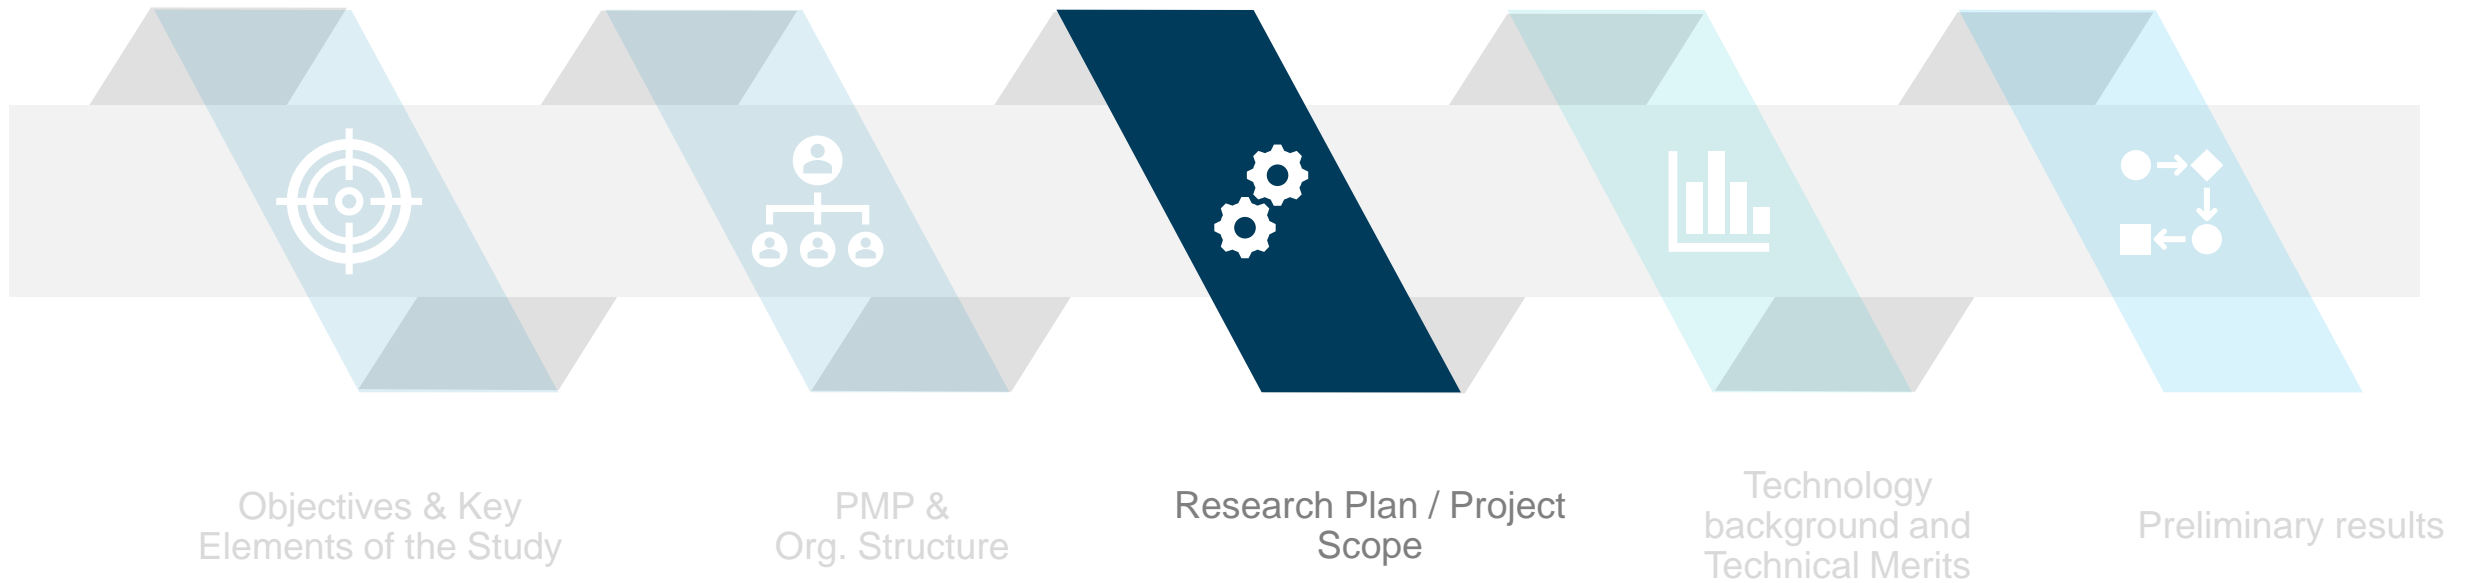 Objectives & Key
Elements of the Study
PMP &
Org. Structure
Research Plan / Project
Scope
Technology
background and
Technical Merits
Preliminary results